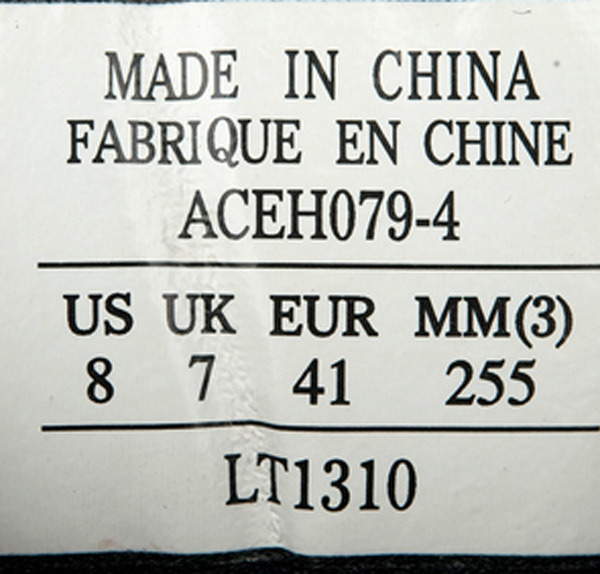 MADE IN CHINA
FABRIQUE EN CHINE
ACEH079-4
US UK EUR MM(3)
8 7 41 255
LT1310